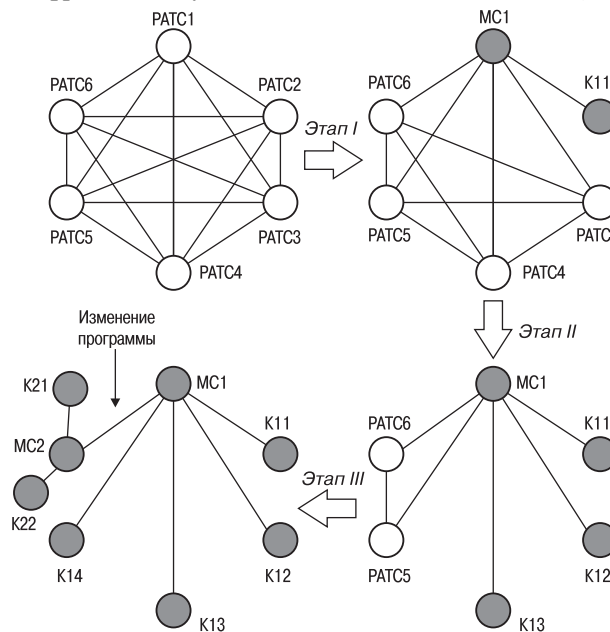 РАТС1
РАТС6
РАТС2
РАТС5
РАТС3
РАТС4
Этап I
МС1
РАТС6
К11
РАТС5
РАТС
РАТС4
Этап II
Изменение
программы
К21
МС1
МС2
К11
К22
К14
К12
К13
Этап III
МС1
РАТС6
К11
РАТС5
К12
К13